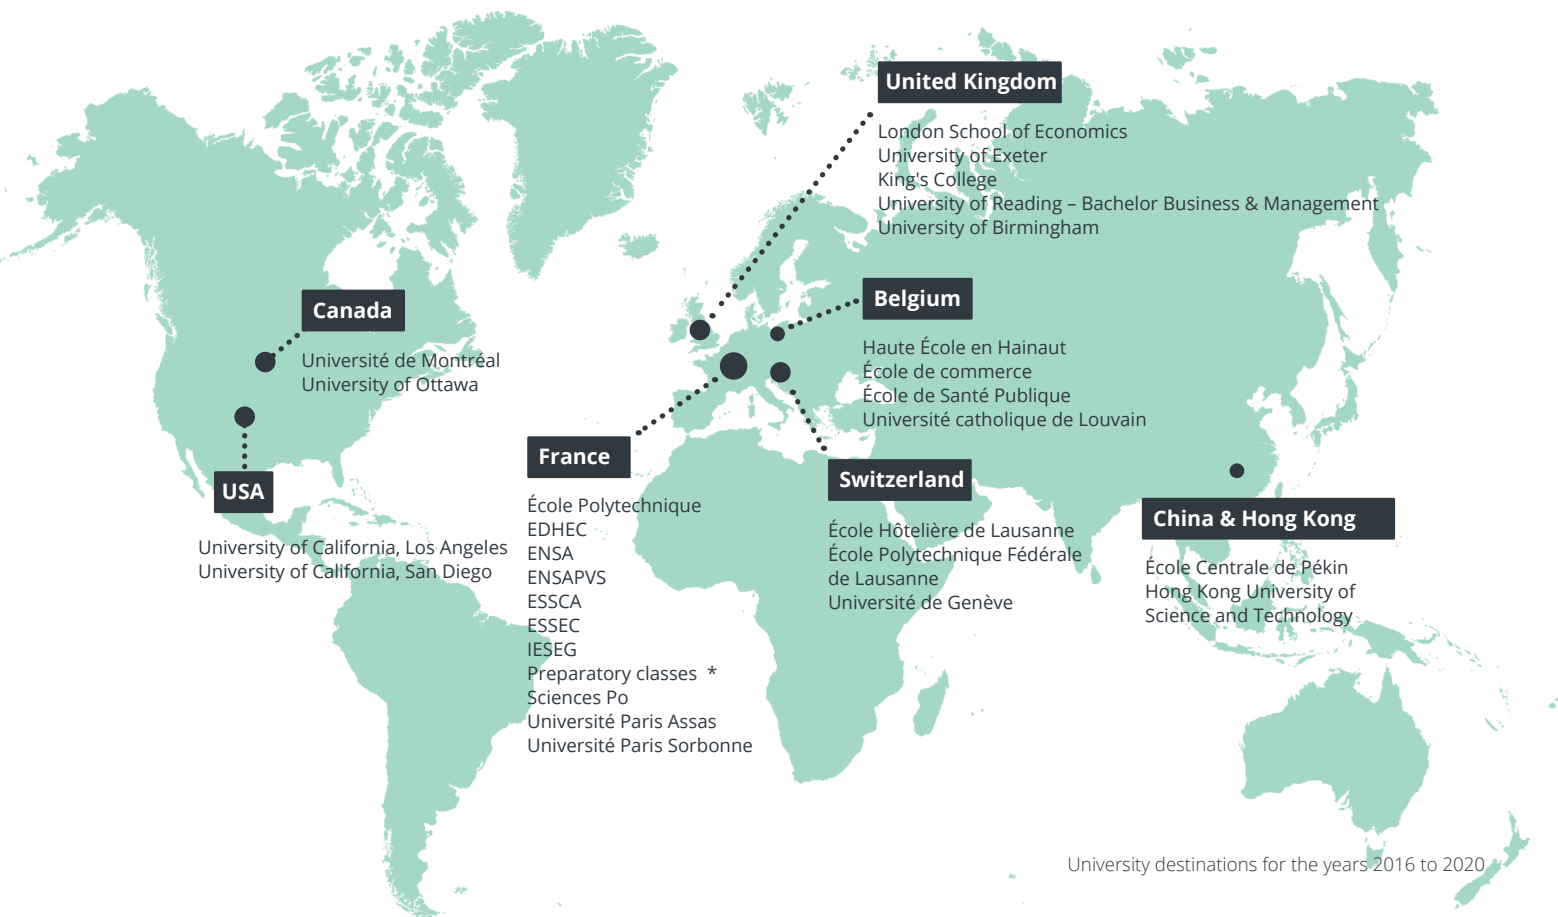 United Kingdom
London School of Economics
University of Exeter
King's College
University of Reading – Bachelor Business & Management
University of Birmingham
Canada
Université de Montréal
University of Ottawa
Belgium
Haute École en Hainaut
École de commerce
École de Santé Publique
Université catholique de Louvain
USA
University of California, Los Angeles
University of California, San Diego
France
École Polytechnique
EDHEC
ENSA
ENSAPVS
ESSCA
ESSEC
IESEG
Preparatory classes *
Sciences Po
Université Paris Assas
Université Paris Sorbonne
Switzerland
École Hôtelière de Lausanne
École Polytechnique Fédérale
de Lausanne
Université de Genève
China & Hong Kong
École Centrale de Pékin
Hong Kong University of
Science and Technology
University destinations for the years 2016 to 2020